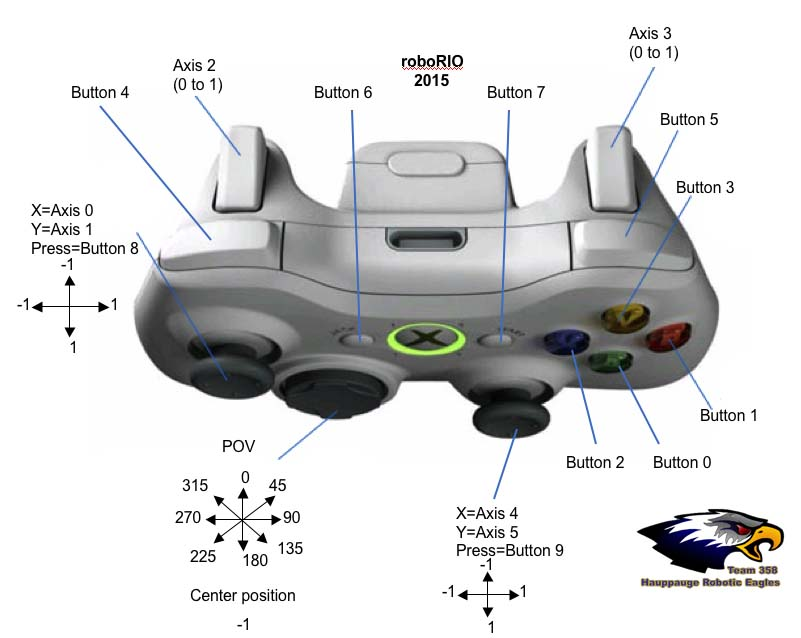 roboRIO
2015
Axis 2
(0 to 1)
Axis 3
(0 to 1)
Button 4
Button 6
Button 7
Button 5
Button 3
X=Axis 0
Y=Axis 1
Press=Button 8
-1
-1
1
1
BACK
START
X
Y
Button 1
Button 2
Button 0
POV
0
315
45
270
90
225
135
180
Center position
-1
X=Axis 4
Y=Axis 5
Press=Button 9
-1
-1
1
1
Team 358
Hauppauge Robotic Eagles